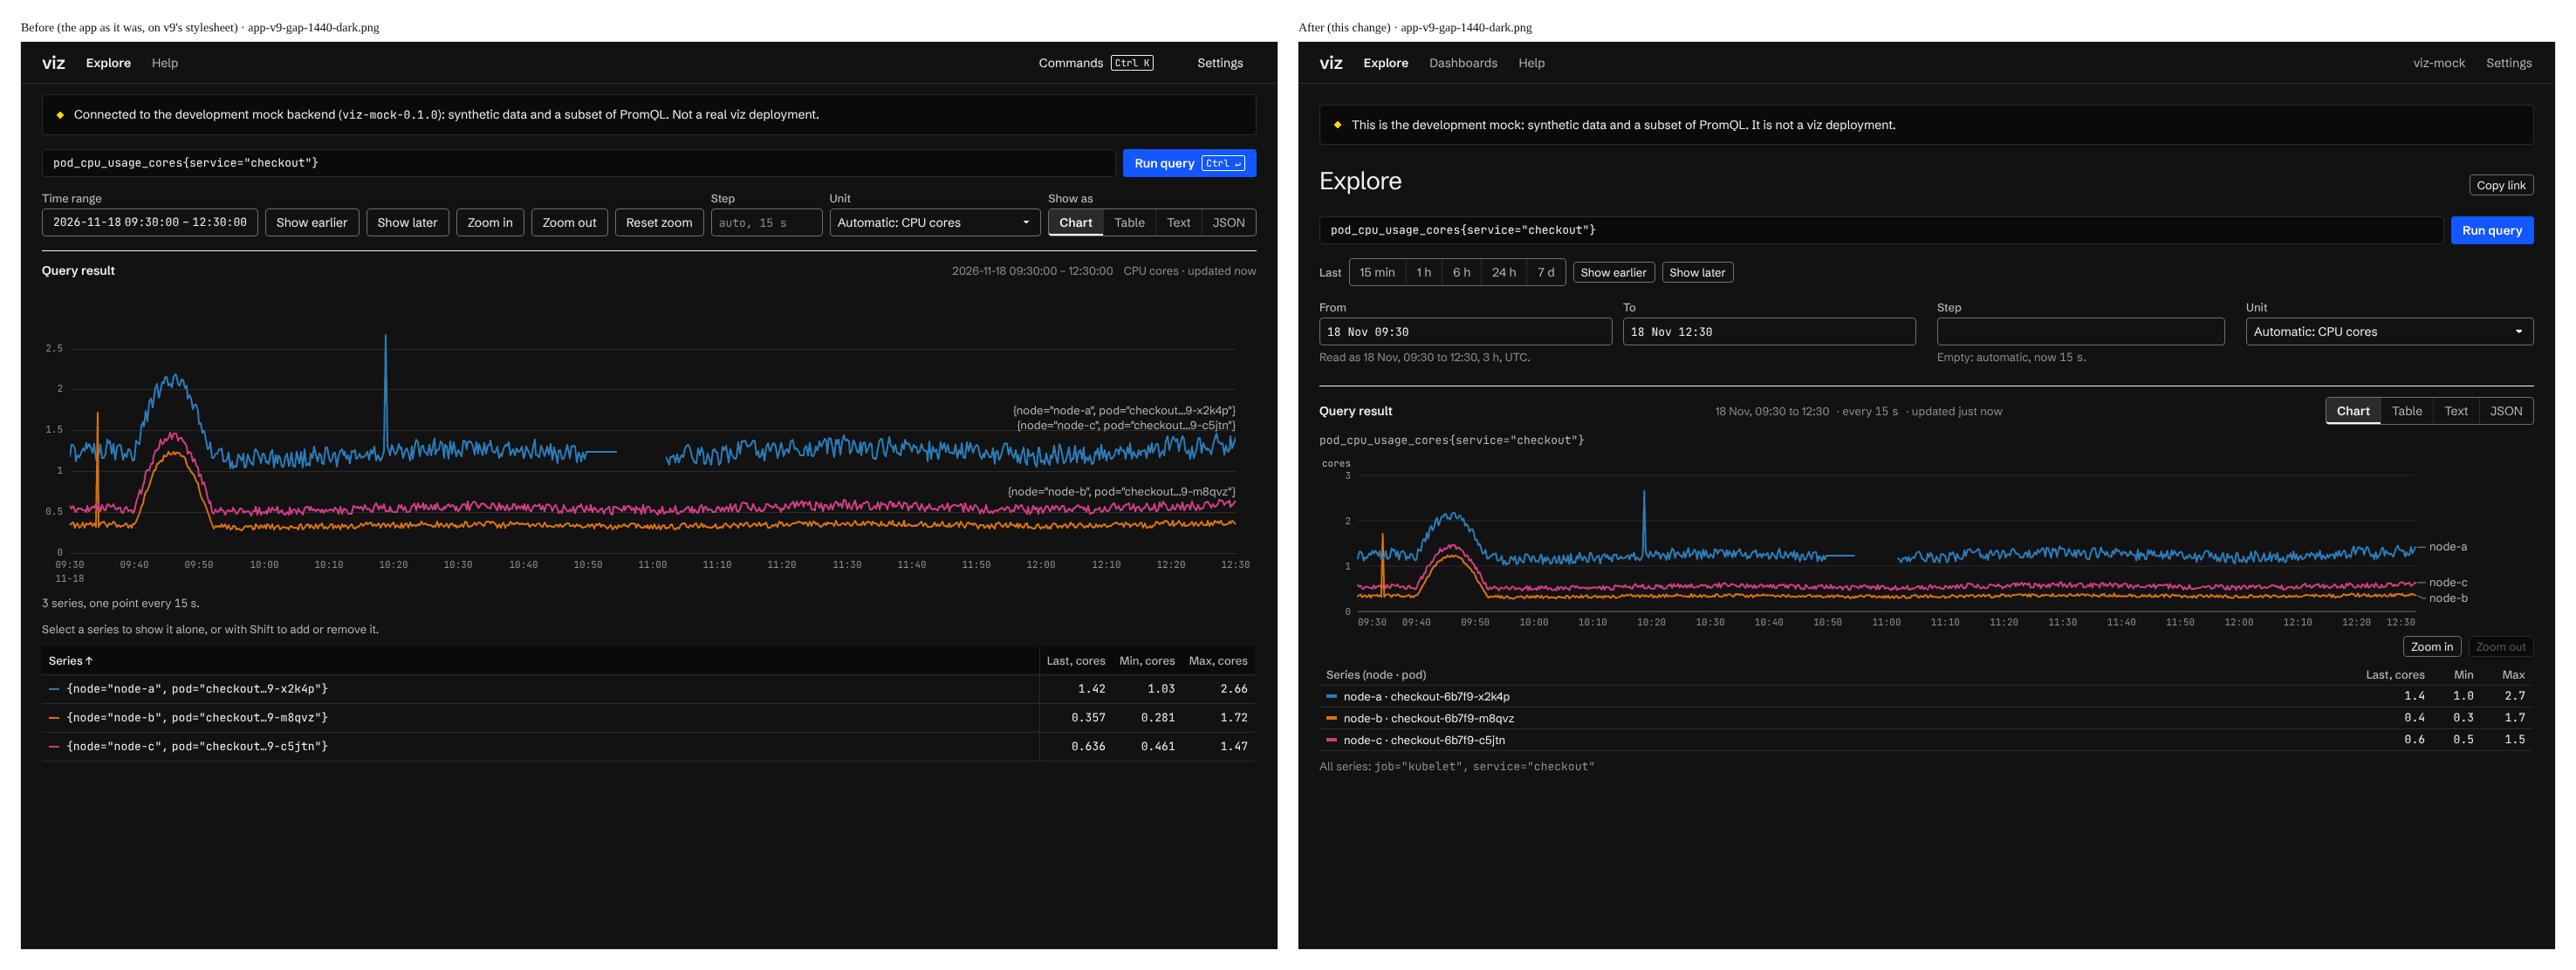 Before (the app as it was, on v9's stylesheet) · app-v9-gap-1440-dark.png
viz Explore Help Commands Ctrl K Settings
Connected to the development mock backend (viz-mock-0.1.0): synthetic data and a subset of PromQL. Not a real viz deployment.
pod_cpu_usage_cores{service="checkout"} Run query Ctrl ↵
Time range Step Unit Show as
2026-11-18 09:30:00 – 12:30:00 Show earlier Show later Zoom in Zoom out Reset zoom auto, 15 s Automatic: CPU cores Chart Table Text JSON
Query result 2026-11-18 09:30:00 – 12:30:00 CPU cores · updated now
2.5
2
{node="node-a", pod="checkout…9-x2k4p"}
{node="node-c", pod="checkout…9-c5jtn"}
1.5
1
{node="node-b", pod="checkout…9-m8qvz"}
0.5
0
09:30 09:40 09:50 10:00 10:10 10:20 10:30 10:40 10:50 11:00 11:10 11:20 11:30 11:40 11:50 12:00 12:10 12:20 12:30
11-18
3 series, one point every 15 s.
Select a series to show it alone, or with Shift to add or remove it.
Series ↑ Last, cores Min, cores Max, cores
{node="node-a", pod="checkout…9-x2k4p"} 1.42 1.03 2.66
{node="node-b", pod="checkout…9-m8qvz"} 0.357 0.281 1.72
{node="node-c", pod="checkout…9-c5jtn"} 0.636 0.461 1.47
After (this change) · app-v9-gap-1440-dark.png
viz Explore Dashboards Help viz-mock Settings
This is the development mock: synthetic data and a subset of PromQL. It is not a viz deployment.
Explore Copy link
pod_cpu_usage_cores{service="checkout"} Run query
Last 15 min 1 h 6 h 24 h 7 d Show earlier Show later
From To Step Unit
18 Nov 09:30 18 Nov 12:30 Automatic: CPU cores
Read as 18 Nov, 09:30 to 12:30, 3 h, UTC. Empty: automatic, now 15 s.
Query result 18 Nov, 09:30 to 12:30 · every 15 s · updated just now Chart Table Text JSON
pod_cpu_usage_cores{service="checkout"}
cores
3
2
node-a
1
node-c
node-b
0
09:30 09:40 09:50 10:00 10:10 10:20 10:30 10:40 10:50 11:00 11:10 11:20 11:30 11:40 11:50 12:00 12:10 12:20 12:30
Zoom in Zoom out
Series (node · pod) Last, cores Min Max
node-a · checkout-6b7f9-x2k4p 1.4 1.0 2.7
node-b · checkout-6b7f9-m8qvz 0.4 0.3 1.7
node-c · checkout-6b7f9-c5jtn 0.6 0.5 1.5
All series: job="kubelet", service="checkout"